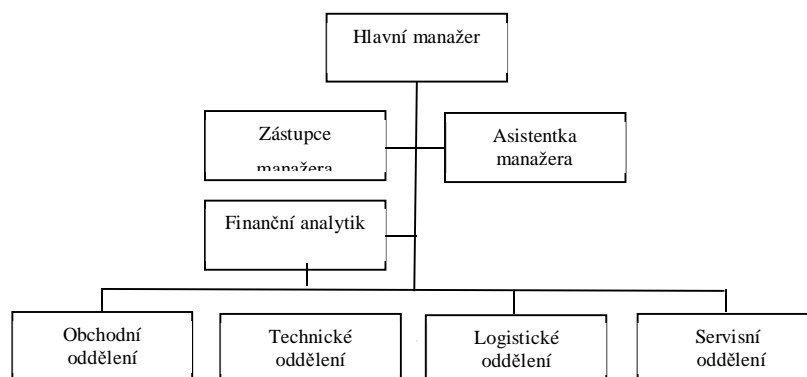 Hlavní manažer
Zástupce
manažera
Asistentka
manažera
Finanční analytik
Obchodní
oddělení
Technické
oddělení
Logistické
oddělení
Servisní
oddělení